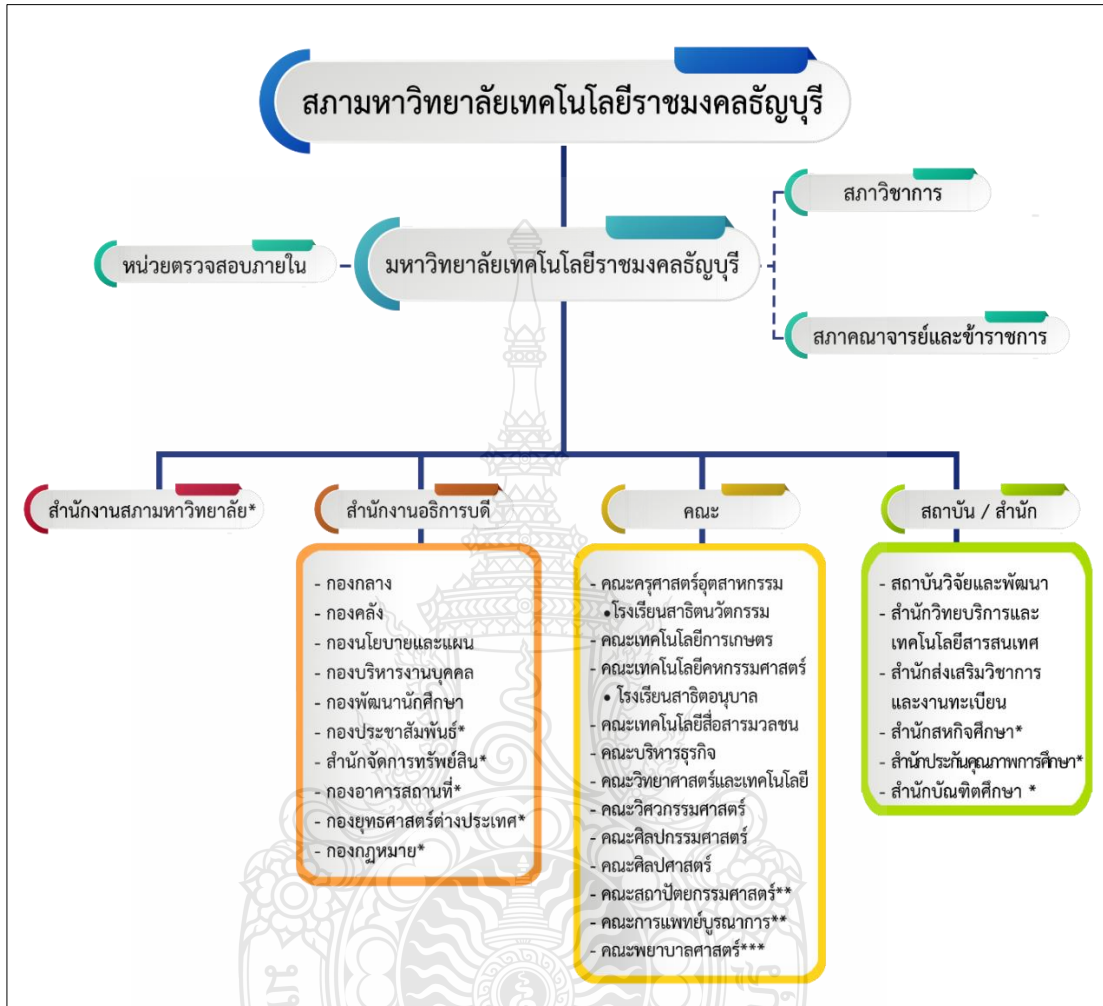 สภามหาวิทยาลัยเทคโนโลยีราชมงคลธัญบุรี
สภาวิชาการ
หน่วยตรวจสอบภายใน
มหาวิทยาลัยเทคโนโลยีราชมงคลธัญบุรี
สภาคณาจารย์และข้าราชการ
สำนักงานสภามหาวิทยาลัย*
สำนักงานอธิการบดี
- กองกลาง
- กองคลัง
- กองนโยบายและแผน
- กองบริหารงานบุคคล
- กองพัฒนานักศึกษา
- กองประชาสัมพันธ์*
- สำนักจัดการทรัพย์สิน*
- กองอาคารสถานที่*
- กองยุทธศาสตร์ต่างประเทศ*
- กองกฎหมาย*
คณะ
- คณะครุศาสตร์อุตสาหกรรม
•โรงเรียนสาธิตนวัตกรรม
- คณะเทคโนโลยีการเกษตร
- คณะเทคโนโลยีคหกรรมศาสตร์
• โรงเรียนสาธิตอนุบาล
- คณะเทคโนโลยีสื่อสารมวลชน
- คณะบริหารธุรกิจ
- คณะวิทยาศาสตร์และเทคโนโลยี
- คณะวิศวกรรมศาสตร์
- คณะศิลปกรรมศาสตร์
- คณะศิลปศาสตร์
- คณะสถาปัตยกรรมศาสตร์**
- คณะการแพทย์บูรณาการ**
- คณะพยาบาลศาสตร์***
สถาบัน / สำนัก
- สถาบันวิจัยและพัฒนา
- สำนักวิทยบริการและ
เทคโนโลยีสารสนเทศ
- สำนักส่งเสริมวิชาการ
และงานทะเบียน
- สำนักสหกิจศึกษา*
- สำนักประกันคุณภาพการศึกษา*
- สำนักบัณฑิตศึกษา *